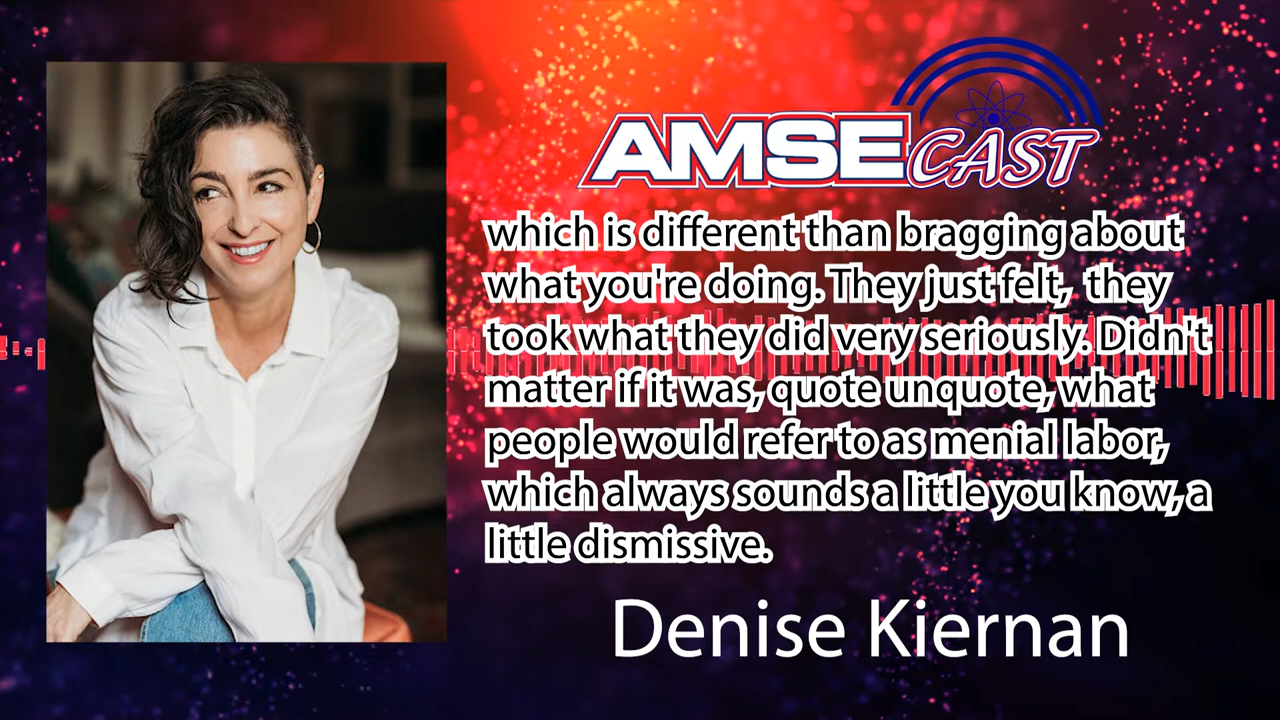 AMSECAST
which is different than bragging about
what you're doing. They just felt,  they
took what they did very seriously. Didn't
matter if it was, quote unquote, what
people would refer to as menial labor,
which always sounds a little you know, a
little dismissive.
Denise Kiernan